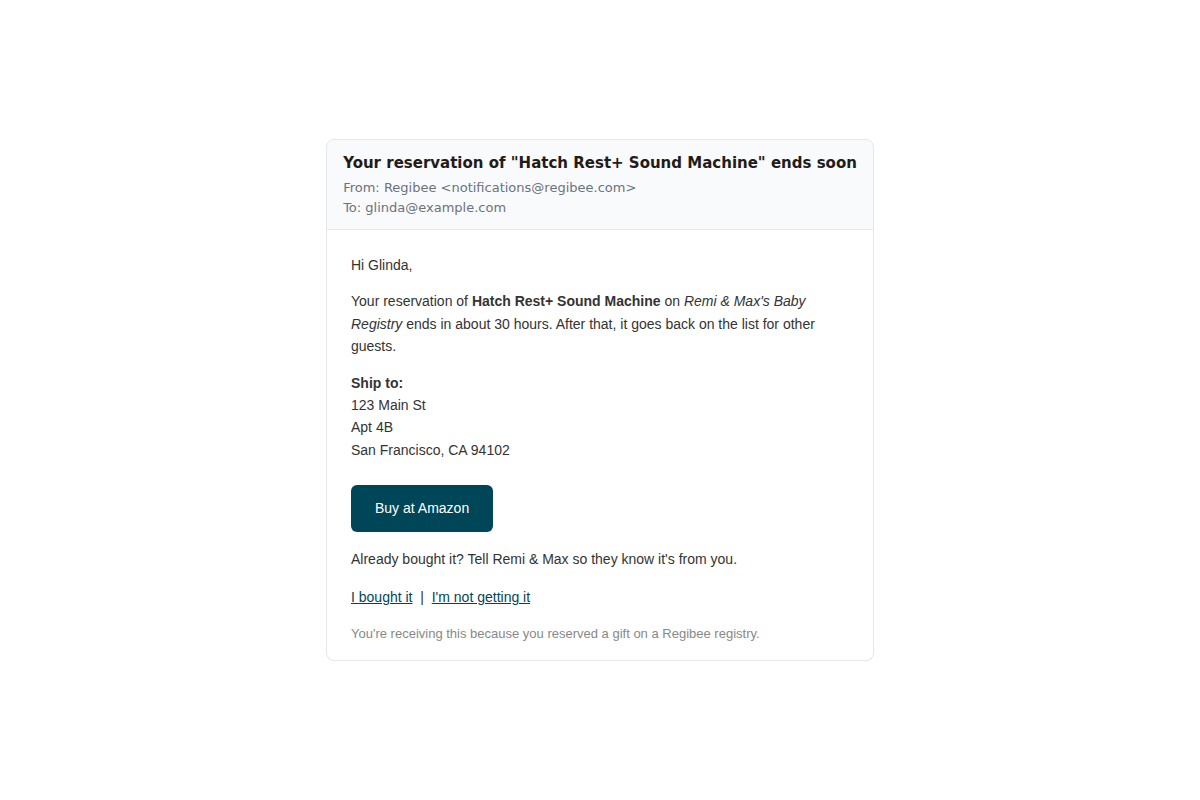 Your reservation of "Hatch Rest+ Sound Machine" ends soon
From: Regibee <notifications@regibee.com>
To: glinda@example.com
Hi Glinda,
Your reservation of Hatch Rest+ Sound Machine on Remi & Max's Baby
Registry ends in about 30 hours. After that, it goes back on the list for other
guests.
Ship to:
123 Main St
Apt 4B
San Francisco, CA 94102
Buy at Amazon
Already bought it? Tell Remi & Max so they know it's from you.
I bought it | I'm not getting it
You're receiving this because you reserved a gift on a Regibee registry.